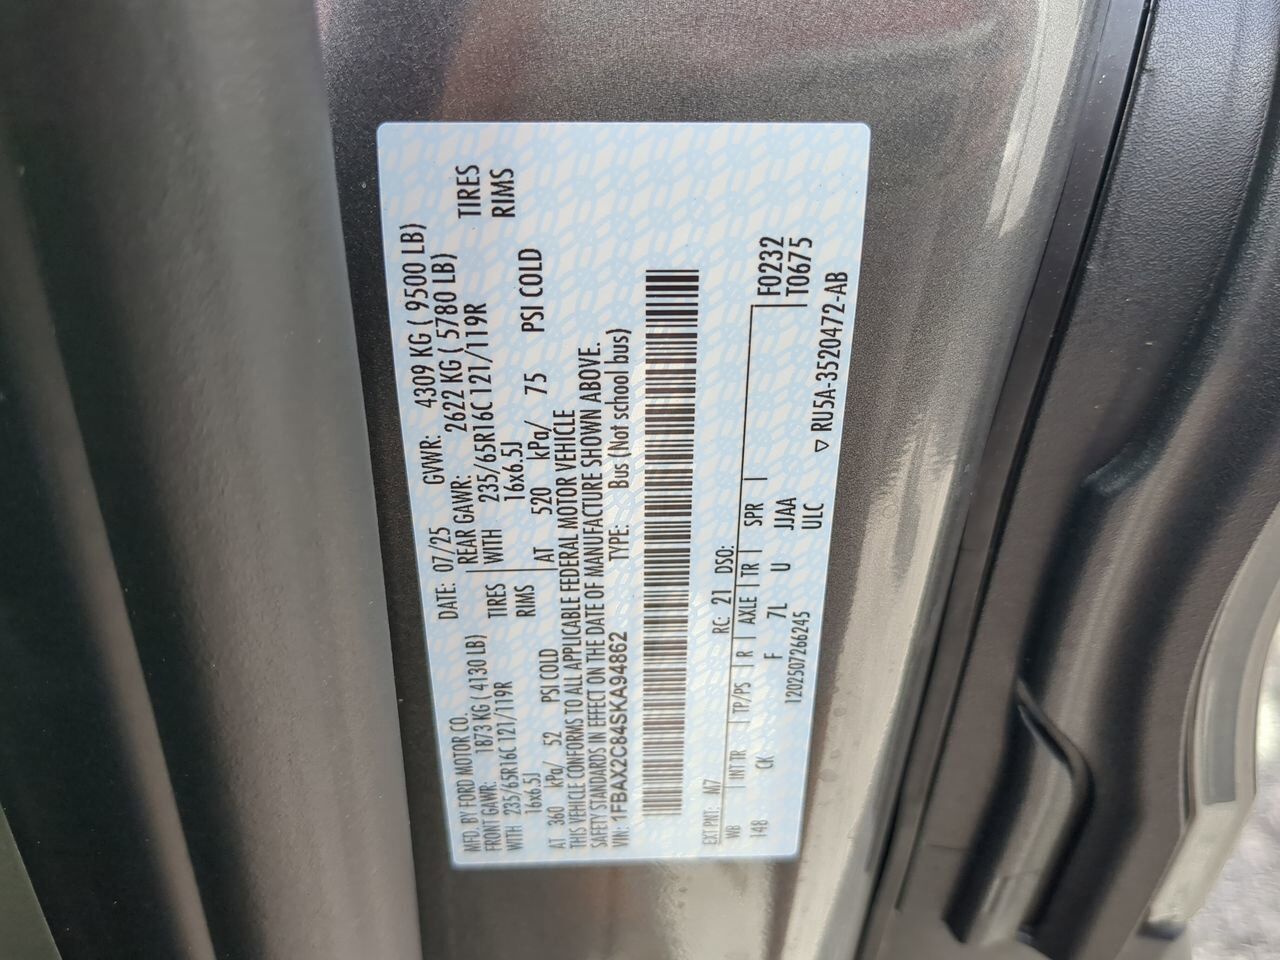 MFD. BY FORD MOTOR CO.
DATE: 07/25 GVWR: 4309 KG ( 9500 LB)
FRONT GAWR: 1873 KG ( 4130 LB) REAR GAWR: 2622 KG ( 5780 LB)
WITH 235/65R16C 121/119R TIRES WITH 235/65R16C 121/119R TIRES
16x6.5J RIMS 16x6.5J RIMS
AT 360 kPa/ 52 PSI COLD AT 520 kPa/ 75 PSI COLD
THIS VEHICLE CONFORMS TO ALL APPLICABLE FEDERAL MOTOR VEHICLE
SAFETY STANDARDS IN EFFECT ON THE DATE OF MANUFACTURE SHOWN ABOVE.
VIN: 1FBAX2C84SKA94862 TYPE: Bus (Not school bus)
EXT PNT: M7 RC: 21 DSO:
WB INT TR TP/PS R AXLE TR SPR F0232
148 CK F 7L U JJAA T0675
ULC
1202507266245
▽ RU5A-3520472-AB